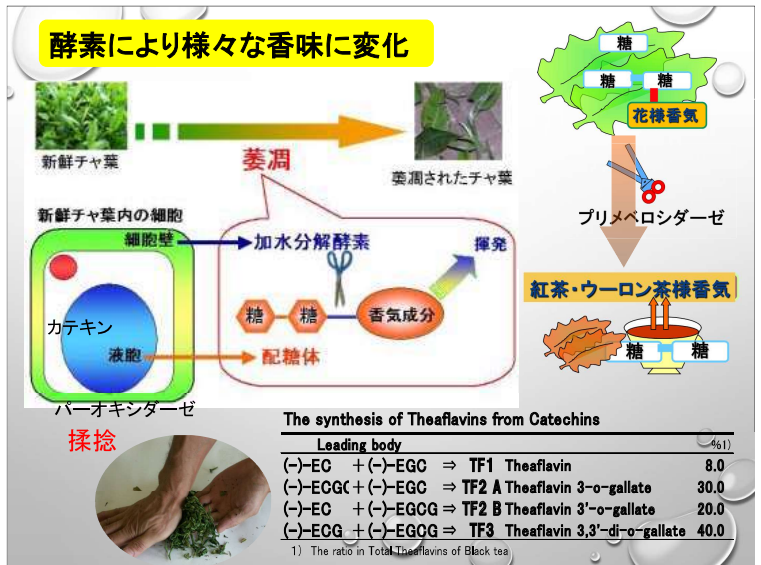 酵素により様々な香味に変化
新鮮チャ葉
萎凋
萎凋されたチャ葉
新鮮チャ葉内の細胞
細胞壁
加水分解酵素
揮発
糖
糖
香気成分
カテキン
液胞
配糖体
パーオキシダーゼ
揉捻
糖
糖
糖
花様香気
プリメベロシダーゼ
紅茶・ウーロン茶様香気
糖
糖
The synthesis of Theaflavins from Catechins
Leading body %1)
(-)-EC +(-)-EGC ⇒ TF1 Theaflavin 8.0
(-)-ECG( +(-)-EGC ⇒ TF2 A Theaflavin 3-o-gallate 30.0
(-)-EC +(-)-EGCG ⇒ TF2 B Theaflavin 3'-o-gallate 20.0
(-)-ECG +(-)-EGCG ⇒ TF3 Theaflavin 3,3'-di-o-gallate 40.0
1) The ratio in Total Theaflavins of Black tea